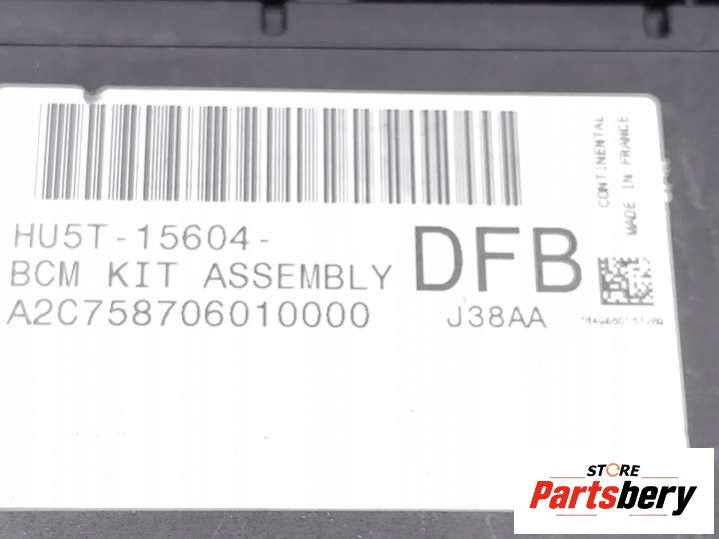 HU5T-15604-
DFB
BCM KIT ASSEMBLY
A2C758706010000
J38AA
CONTINENTAL
MADE IN FRANCE
STORE
Partsbery